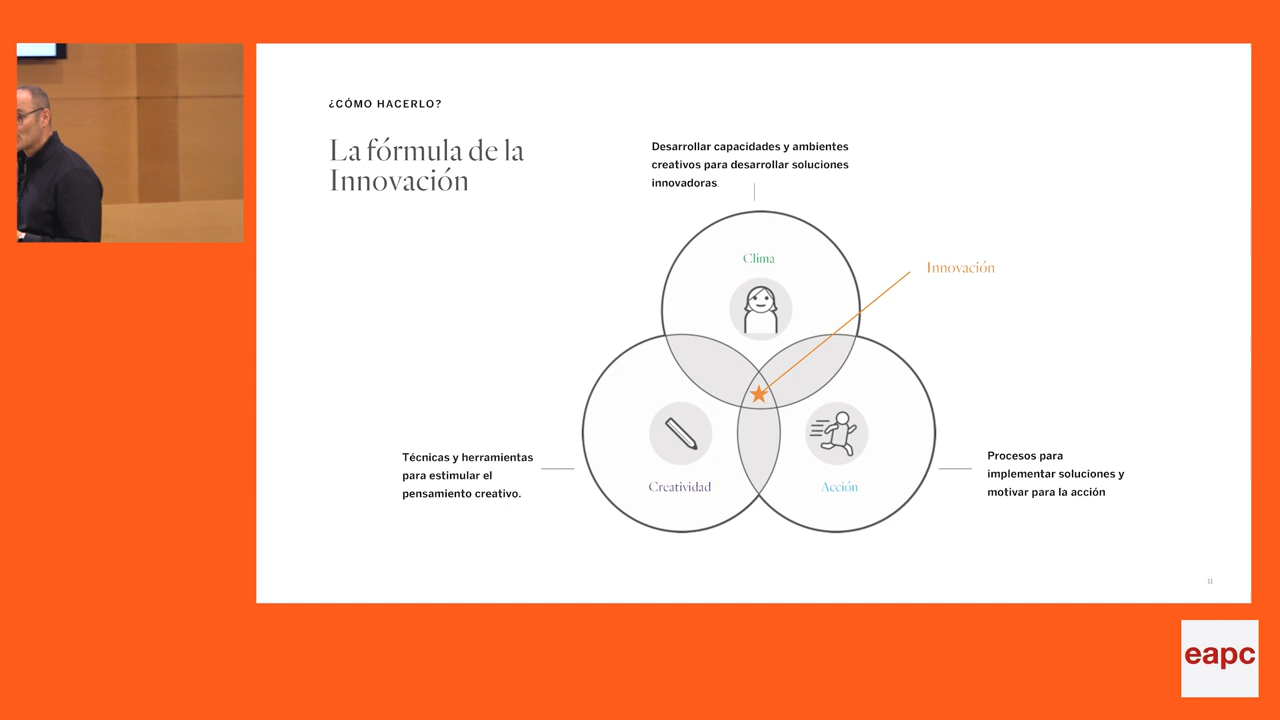 ¿CÓMO HACERLO?
La fórmula de la
Innovación
Desarrollar capacidades y ambientes
creativos para desarrollar soluciones
innovadoras
Clima
Innovación
Técnicas y herramientas
para estimular el
pensamiento creativo.
Creatividad
Acción
Procesos para
implementar soluciones y
motivar para la acción
11
eapc